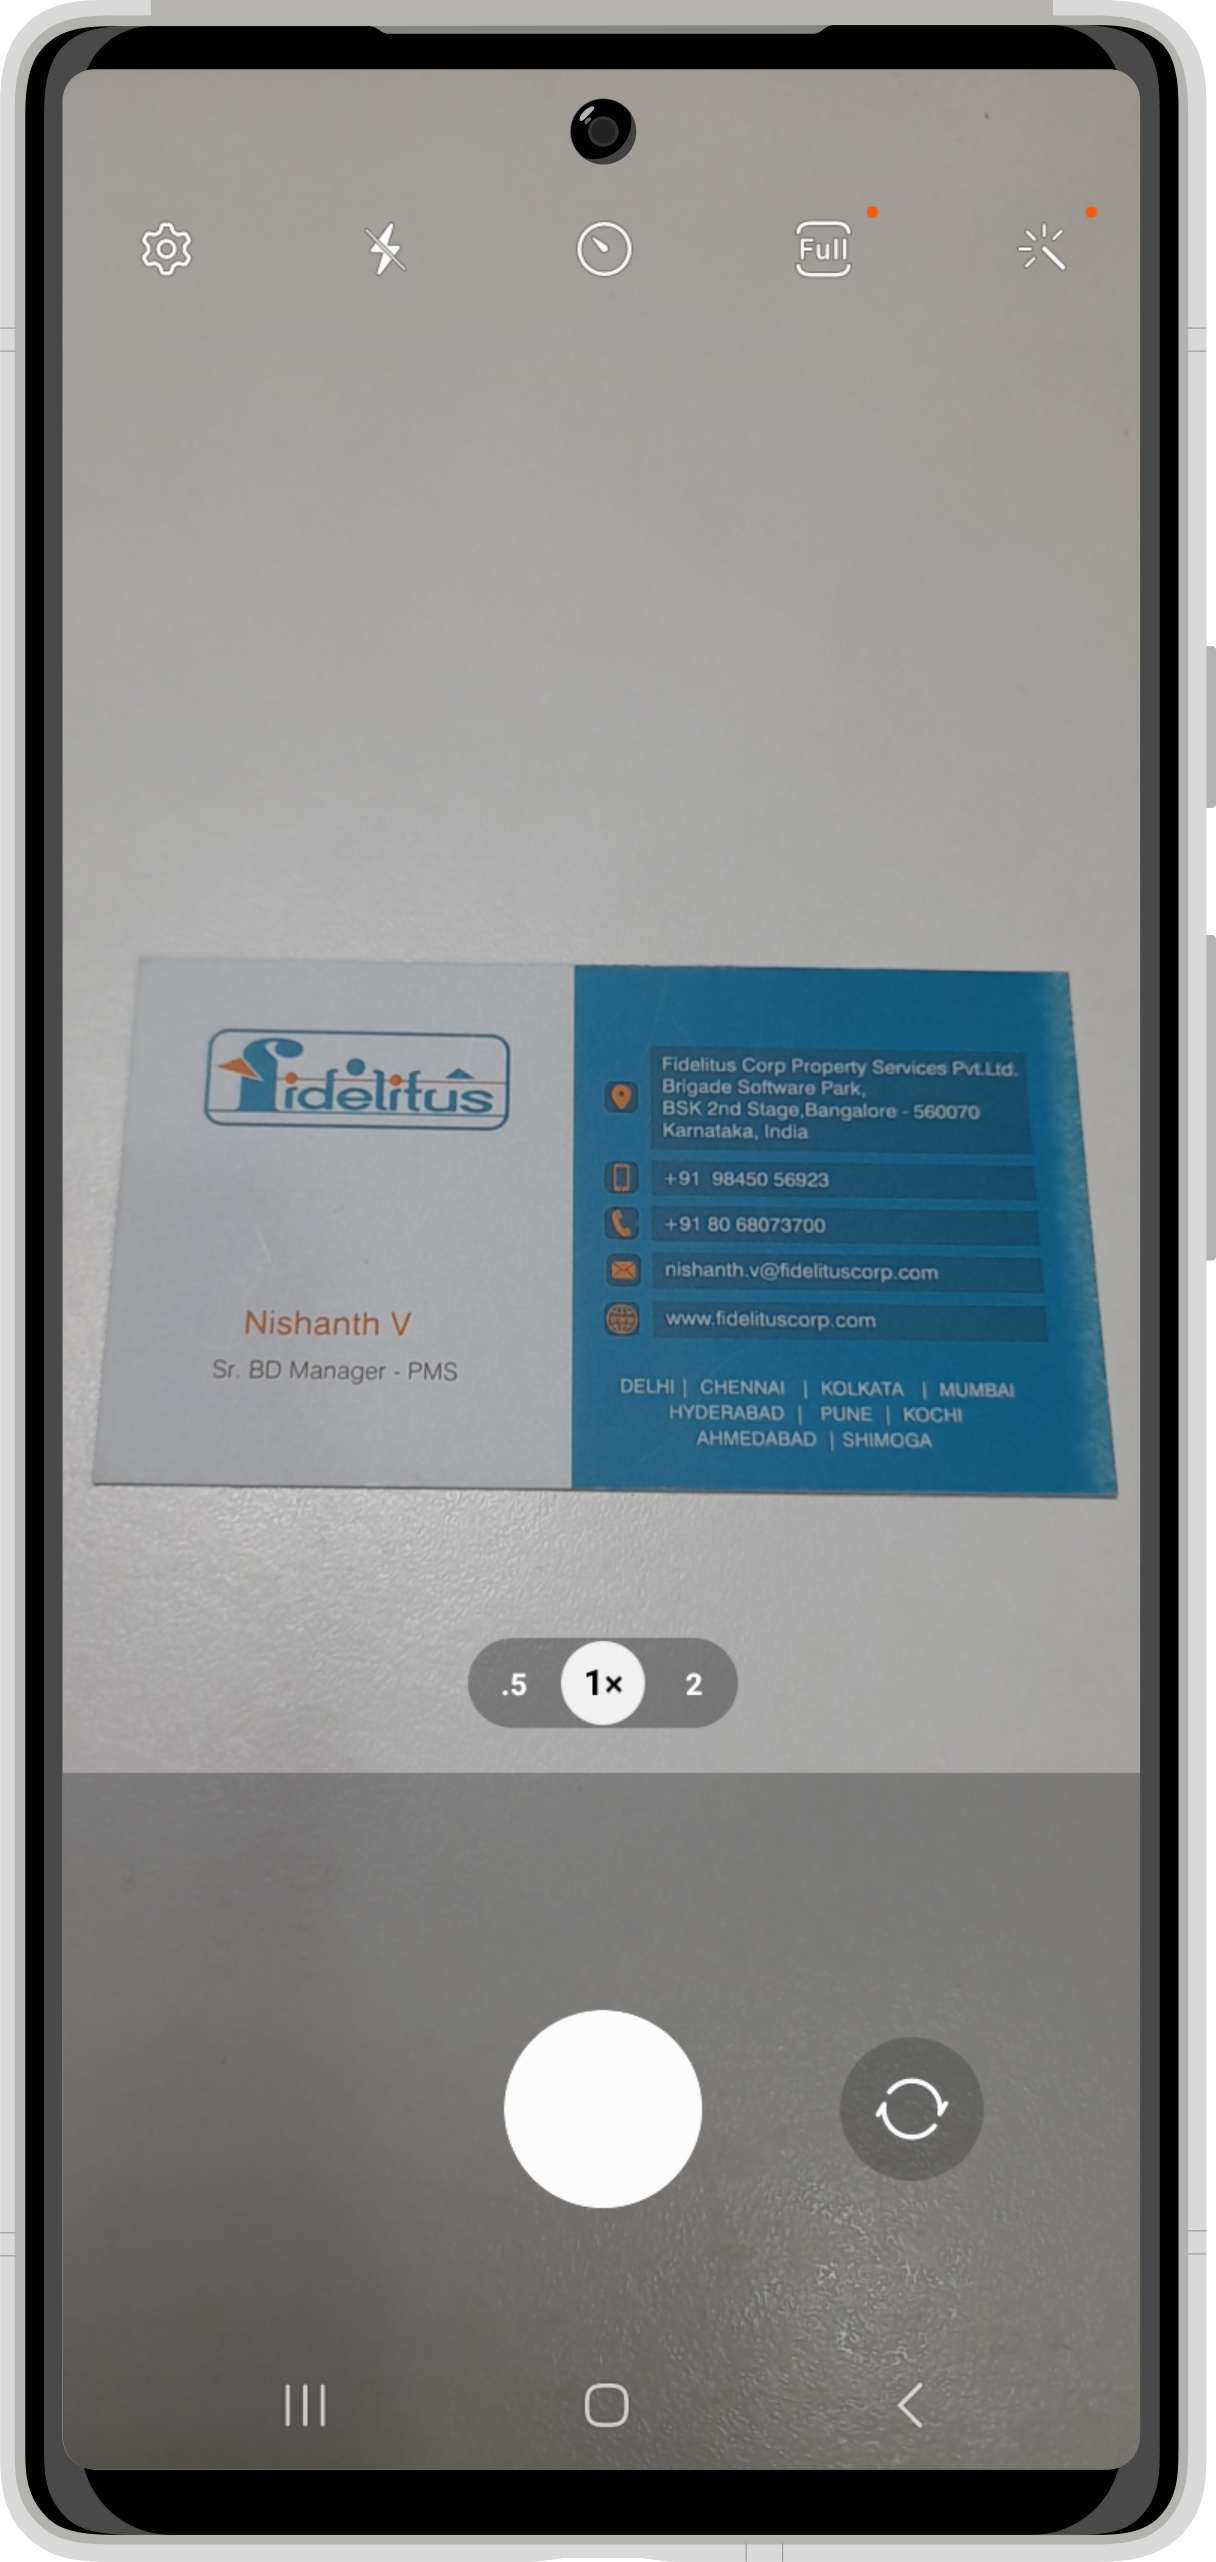 Full
Fidelitus
Nishanth V
Sr. BD Manager - PMS
Fidelitus Corp Property Services Pvt.Ltd.
Brigade Software Park,
BSK 2nd Stage,Bangalore - 560070
Karnataka, India
+91 98450 56923
+91 80 68073700
nishanth.v@fidelituscorp.com
www.fidelituscorp.com
DELHI | CHENNAI | KOLKATA | MUMBAI
HYDERABAD | PUNE | KOCHI
AHMEDABAD | SHIMOGA
.5 1× 2